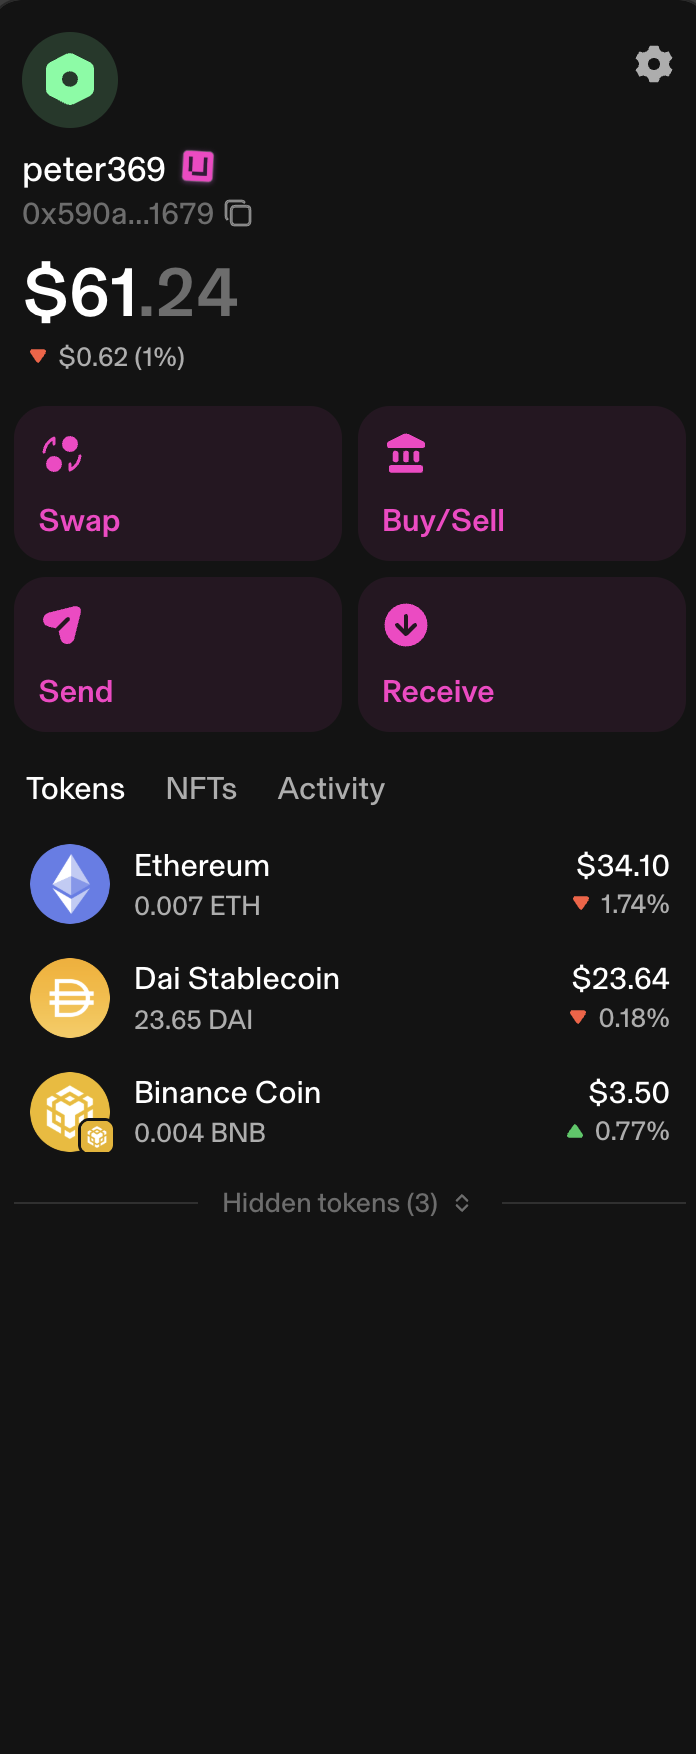 peter369
0x590a...1679
$61.24
$0.62 (1%)
Swap
Buy/Sell
Send
Receive
Tokens NFTs Activity
Ethereum $34.10
0.007 ETH 1.74%
Dai Stablecoin $23.64
23.65 DAI 0.18%
Binance Coin $3.50
0.004 BNB 0.77%
Hidden tokens (3)